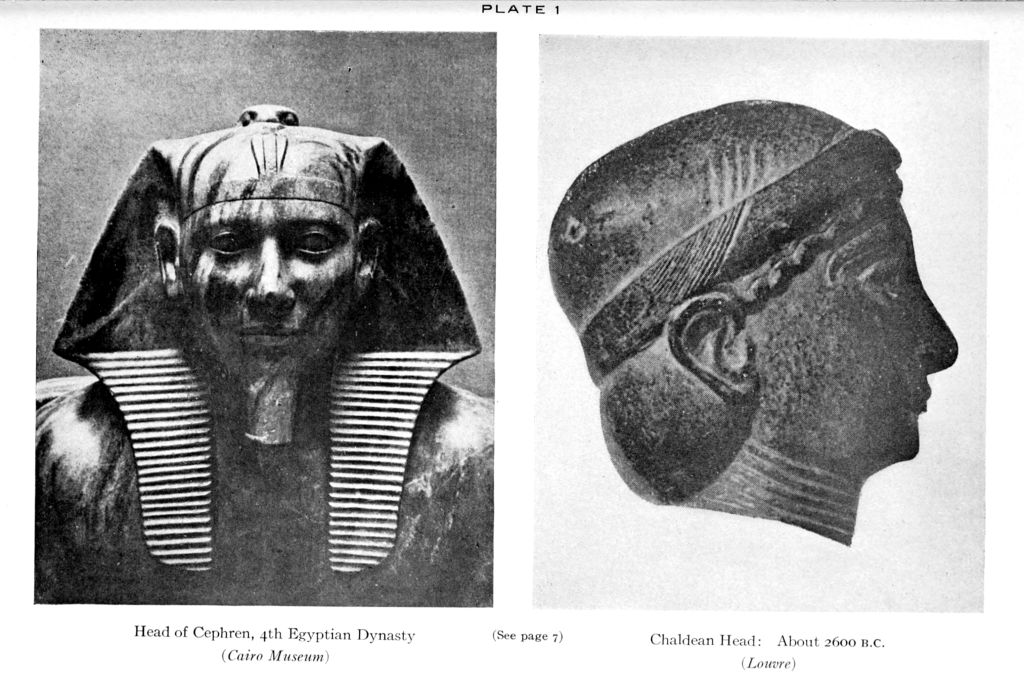 PLATE 1
Head of Cephren, 4th Egyptian Dynasty
(Cairo Museum)
(See page 7)
Chaldean Head: About 2600 B.C.
(Louvre)